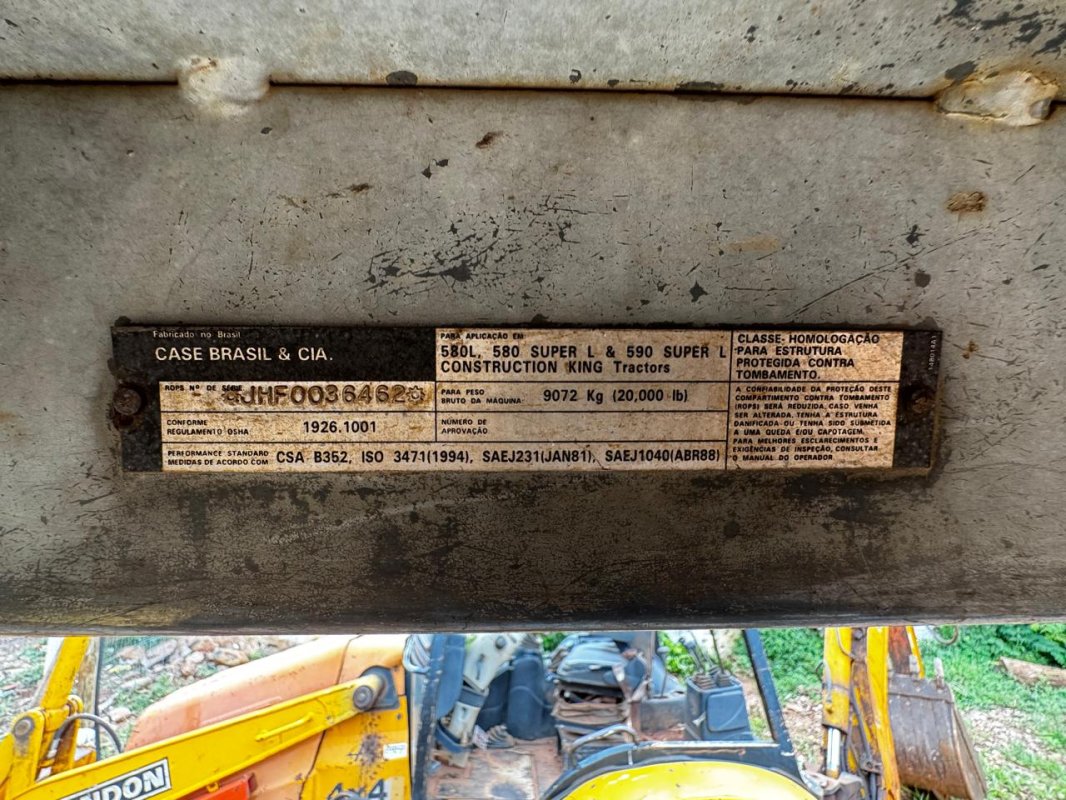 Fabricado no Brasil
CASE BRASIL & CIA.
ROPS Nº DE SÉRIE
JHF0036462
CONFORME
REGULAMENTO OSHA
1926.1001
PERFORMANCE STANDARD
MEDIDAS DE ACORDO COM
CSA B352, ISO 3471(1994), SAEJ231(JAN81), SAEJ1040(ABR88)
PARA APLICAÇÃO EM
580L, 580 SUPER L & 590 SUPER L
CONSTRUCTION KING Tractors
PARA PESO
BRUTO DA MAQUINA
9072 Kg (20,000 lb)
NÚMERO DE
APROVAÇÃO
CLASSE- HOMOLOGAÇÃO
PARA ESTRUTURA
PROTEGIDA CONTRA
TOMBAMENTO.
A CONFIABILIDADE DA PROTEÇÃO DESTE
COMPARTIMENTO CONTRA TOMBAMENTO
(ROPS) SERÁ REDUZIDA, CASO VENHA
SER ALTERADA. TENHA A ESTRUTURA
DANIFICADA OU TENHA SIDO SUBMETIDA
A UMA QUEDA E/OU CAPOTAGEM.
PARA MELHORES ESCLARECIMENTOS E
EXIGÊNCIAS DE INSPEÇÃO, CONSULTAR
O MANUAL DO OPERADOR
NDON
4x4